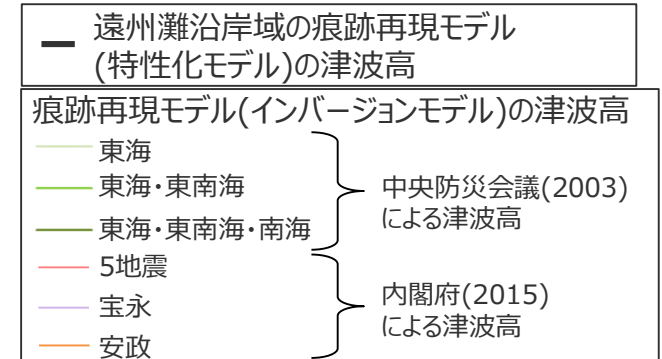 遠州灘沿岸域の痕跡再現モデル
(特性化モデル)の津波高
痕跡再現モデル(インバージョンモデル)の津波高
東海
東海・東南海
東海・東南海・南海
中央防災会議(2003)
による津波高
5地震
宝永
安政
内閣府(2015)
による津波高